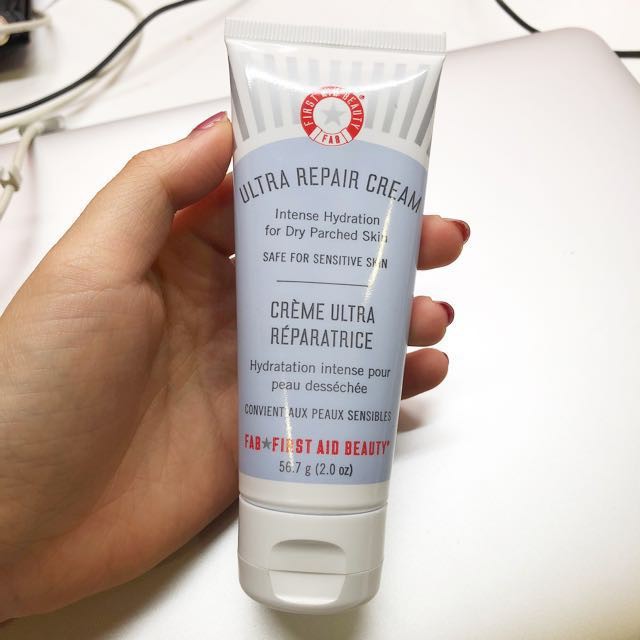 FIRST AID BEAUTY®
FAB
ULTRA REPAIR CREAM
Intense Hydration
for Dry Parched Skin
SAFE FOR SENSITIVE SKIN
CRÈME ULTRA
RÉPARATRICE
Hydratation intense pour
peau desséchée
CONVIENT AUX PEAUX SENSIBLES
FAB★FIRST AID BEAUTY®
56.7 g (2.0 oz)